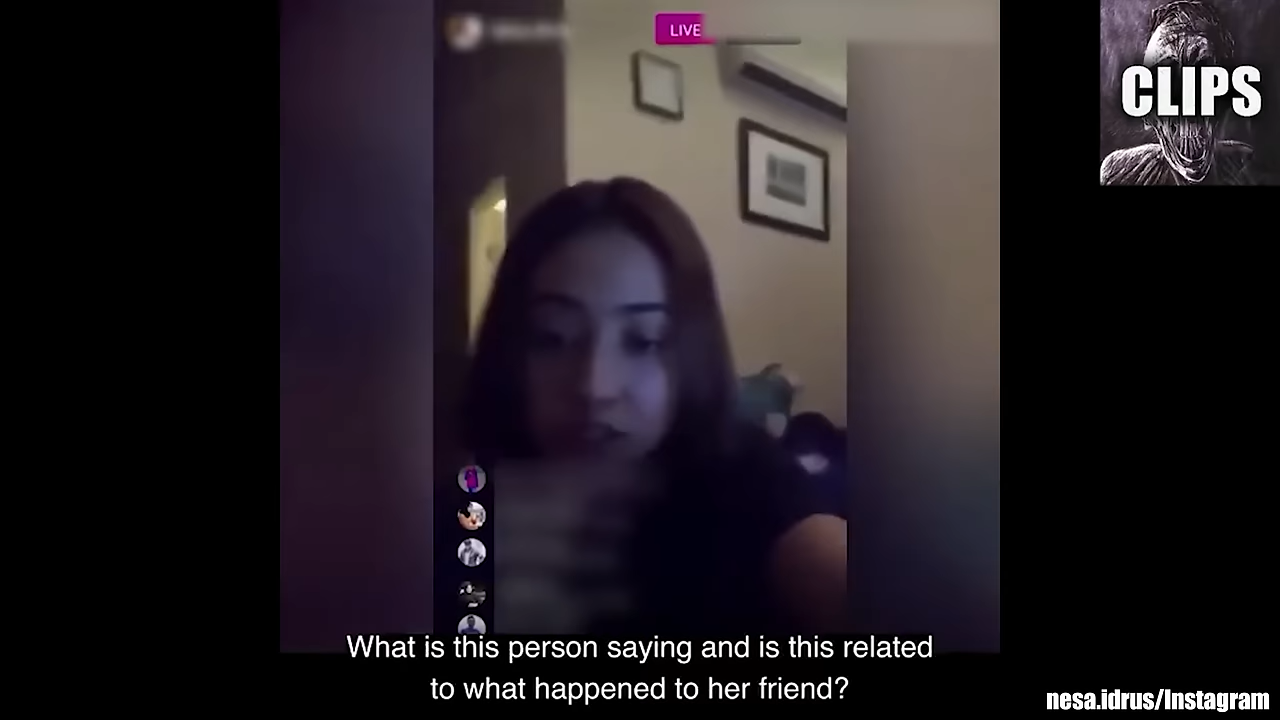 LIVE
CLIPS
What is this person saying and is this related
to what happened to her friend?
nesa.idrus/Instagram